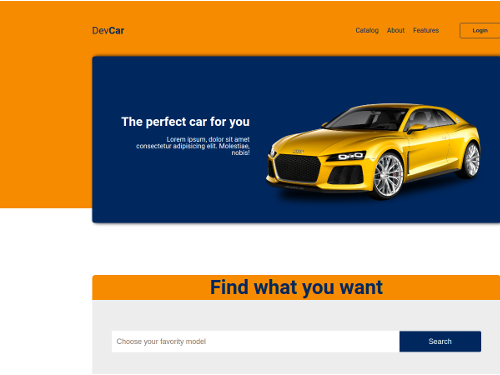 DevCar
Catalog About Features Login
The perfect car for you
Lorem Ipsum, dolor sit amet
consectetur adipisicing elit. Molestiae,
nobis!
Find what you want
Choose your favority model Search